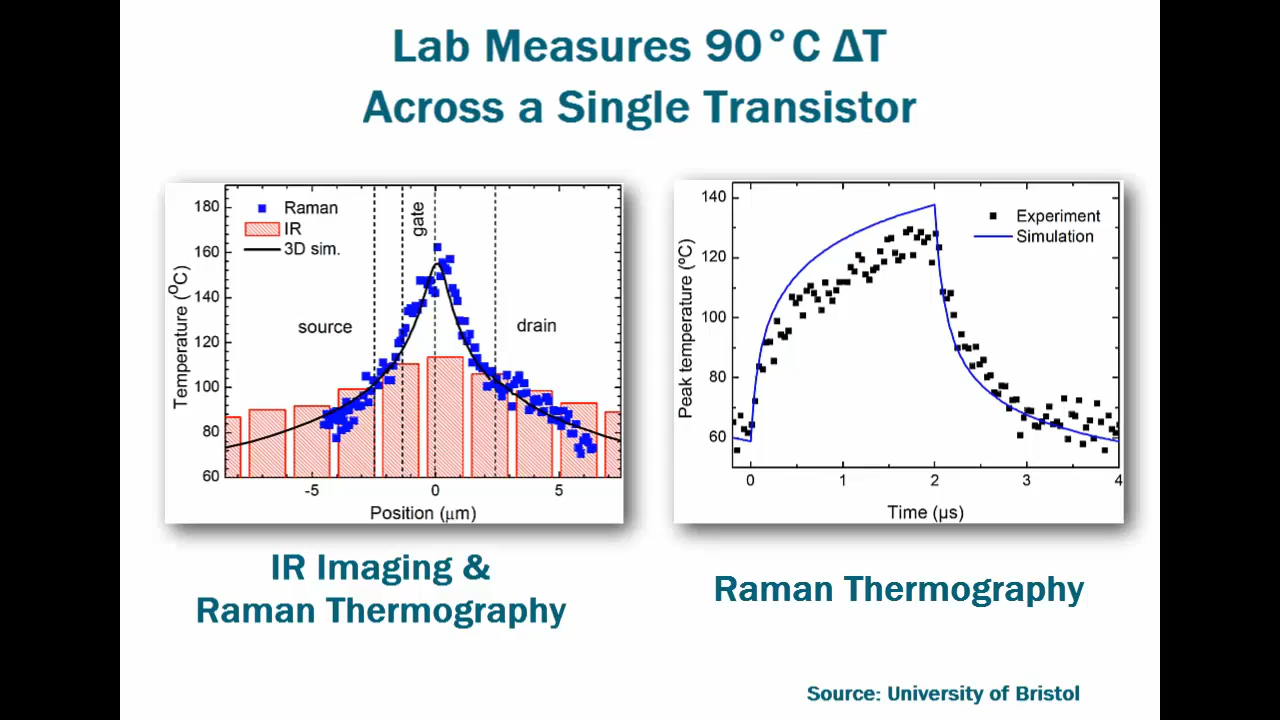 Lab Measures 90°C ΔT
Across a Single Transistor
180
160
140
120
100
80
60
Temperature (⁰C)
Raman
IR
3D sim.
gate
source
drain
-5
0
5
Position (μm)
140
120
100
80
60
Peak temperature (ºC)
Experiment
Simulation
0
1
2
3
4
Time (µs)
IR Imaging &
Raman Thermography
Raman Thermography
Source: University of Bristol